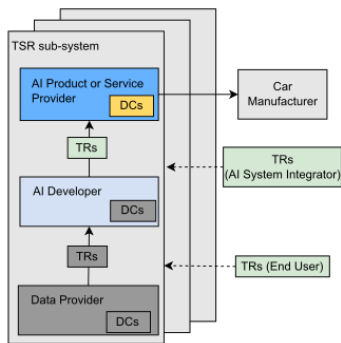 TSR sub-system
AI Product or Service
Provider
DCs
Car
Manufacturer
TRs
TRs
(AI System Integrator)
AI Developer
DCs
TRs
TRs (End User)
Data Provider
DCs